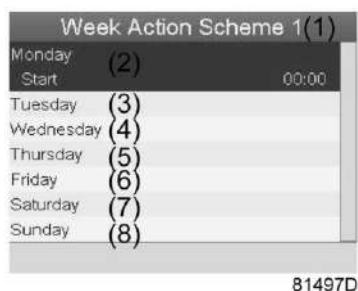 Week Action Scheme 1(1)
Monday (2)
Start 00:00
Tuesday (3)
Wednesday (4)
Thursday (5)
Friday (6)
Saturday (7)
Sunday (8)
81497D